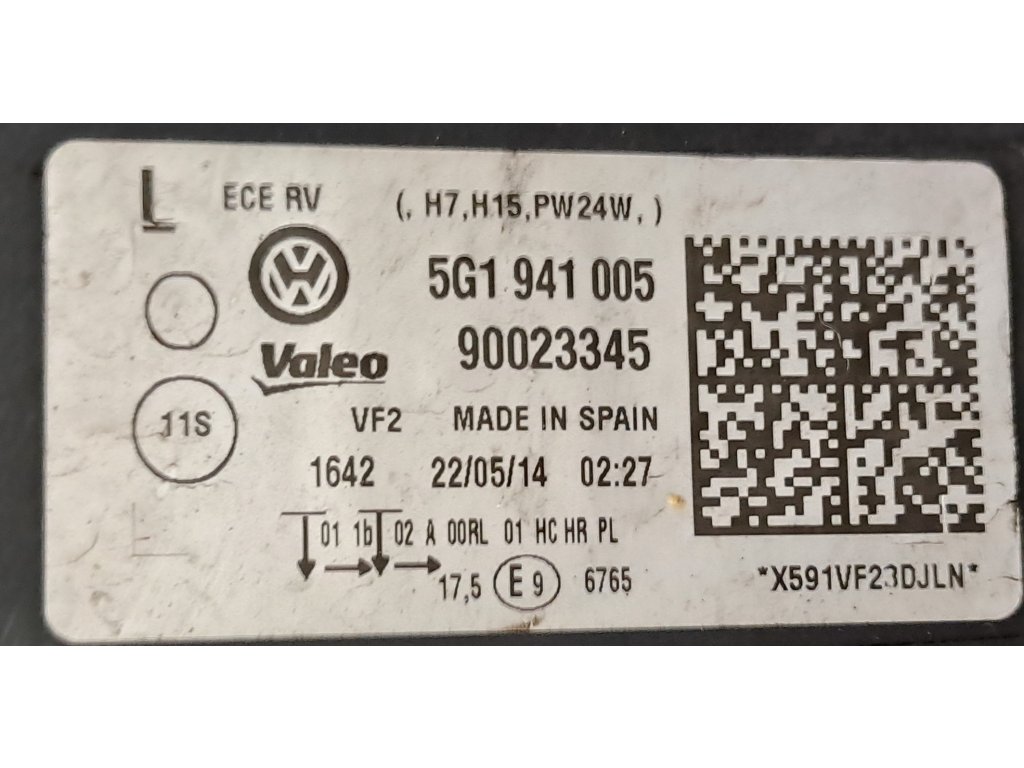 L ECE RV (, H7,H15,PW24W, )
5G1 941 005
Valeo 90023345
11S VF2 MADE IN SPAIN
1642 22/05/14 02:27
01 1b 02 A 00RL 01 HC HR PL
17,5 E 9 6765 *X591VF23DJLN*